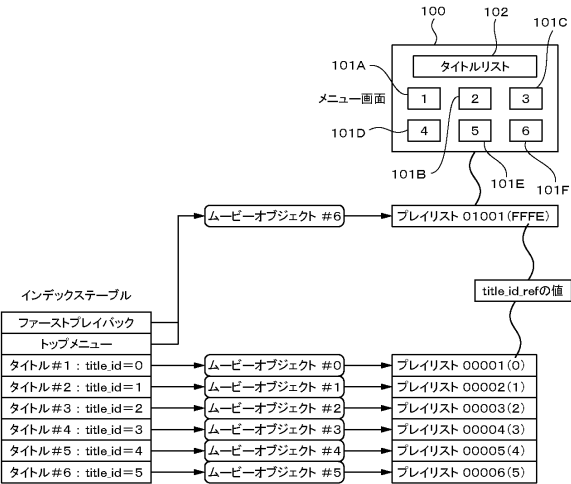 100
102
101C
タイトルリスト
101A
1
2
3
メニュー画面
4
5
6
101D
101B
101E
101F
ムービーオブジェクト #6
プレイリスト 01001(FFFE)
title_id_refの値
インデックステーブル
ファーストプレイバック
トップメニュー
タイトル#1 : title_id=0 ムービーオブジェクト #0 プレイリスト 00001(0)
タイトル#2 : title_id=1 ムービーオブジェクト #1 プレイリスト 00002(1)
タイトル#3 : title_id=2 ムービーオブジェクト #2 プレイリスト 00003(2)
タイトル#4 : title_id=3 ムービーオブジェクト #3 プレイリスト 00004(3)
タイトル#5 : title_id=4 ムービーオブジェクト #4 プレイリスト 00005(4)
タイトル#6 : title_id=5 ムービーオブジェクト #5 プレイリスト 00006(5)